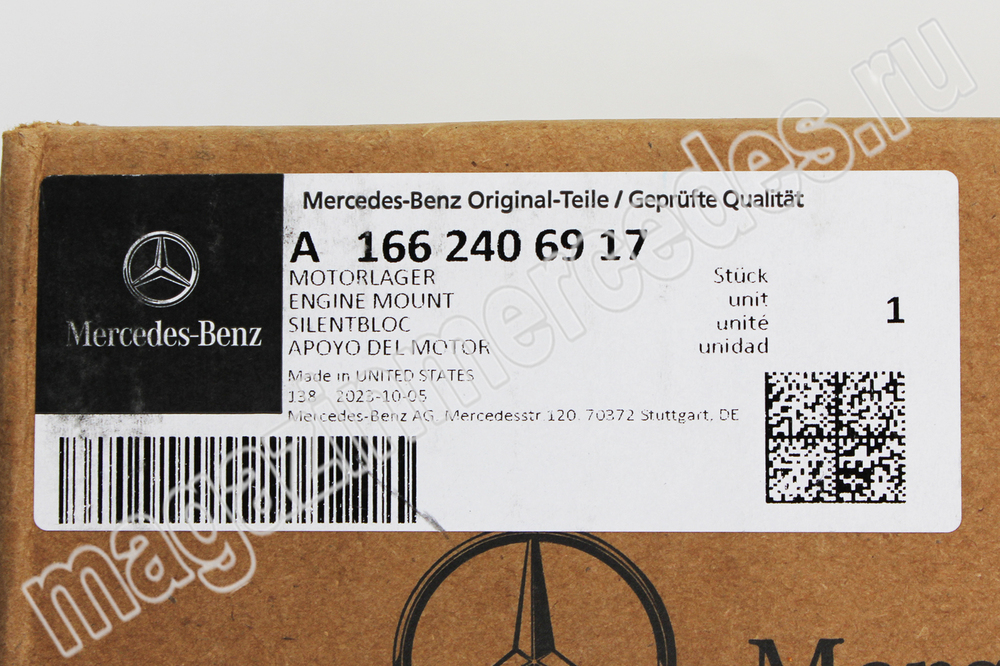 Mercedes-Benz Original-Teile / Geprüfte Qualität
A 166 240 69 17
MOTORLAGER Stück
ENGINE MOUNT unit
SILENTBLOC unité
APOYO DEL MOTOR unidad
1
Made in UNITED STATES
138 2023-10-05
Mercedes-Benz AG, Mercedesstr 120, 70372 Stuttgart, DE
Mercedes-Benz
magazinmercedes.ru